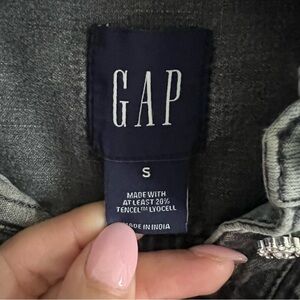 GAP
S
MADE WITH
AT LEAST 20%
TENCEL™ LYOCELL
MADE IN INDIA